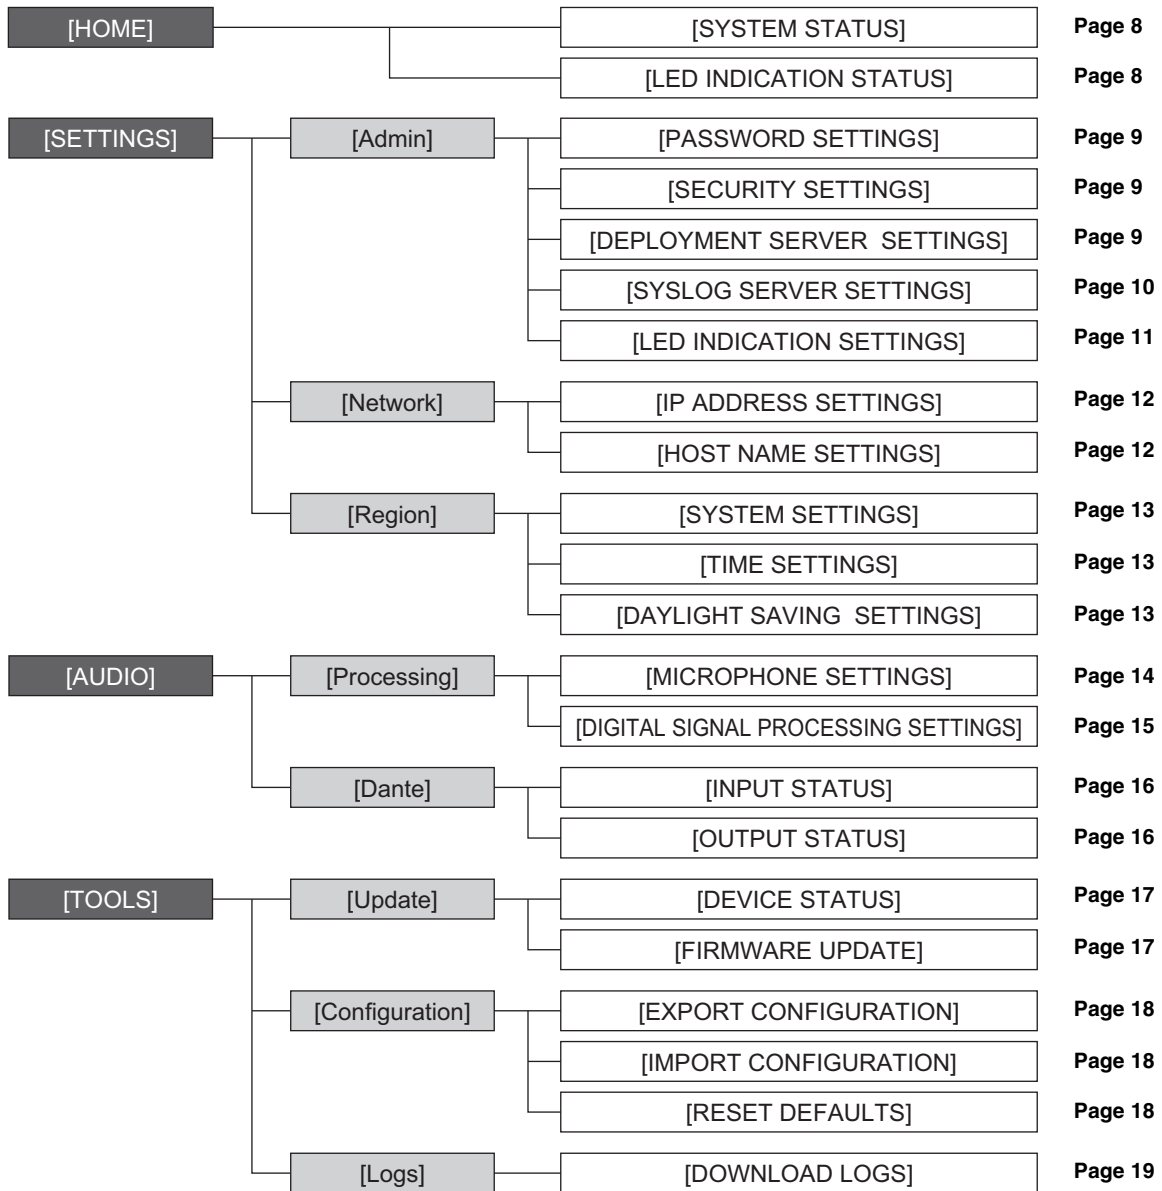 [HOME] [SYSTEM STATUS] Page 8
[LED INDICATION STATUS] Page 8
[SETTINGS] [Admin] [PASSWORD SETTINGS] Page 9
[SECURITY SETTINGS] Page 9
[DEPLOYMENT SERVER  SETTINGS] Page 9
[SYSLOG SERVER SETTINGS] Page 10
[LED INDICATION SETTINGS] Page 11
[Network] [IP ADDRESS SETTINGS] Page 12
[HOST NAME SETTINGS] Page 12
[Region] [SYSTEM SETTINGS] Page 13
[TIME SETTINGS] Page 13
[DAYLIGHT SAVING  SETTINGS] Page 13
[AUDIO] [Processing] [MICROPHONE SETTINGS] Page 14
[DIGITAL SIGNAL PROCESSING SETTINGS] Page 15
[Dante] [INPUT STATUS] Page 16
[OUTPUT STATUS] Page 16
[TOOLS] [Update] [DEVICE STATUS] Page 17
[FIRMWARE UPDATE] Page 17
[Configuration] [EXPORT CONFIGURATION] Page 18
[IMPORT CONFIGURATION] Page 18
[RESET DEFAULTS] Page 18
[Logs] [DOWNLOAD LOGS] Page 19